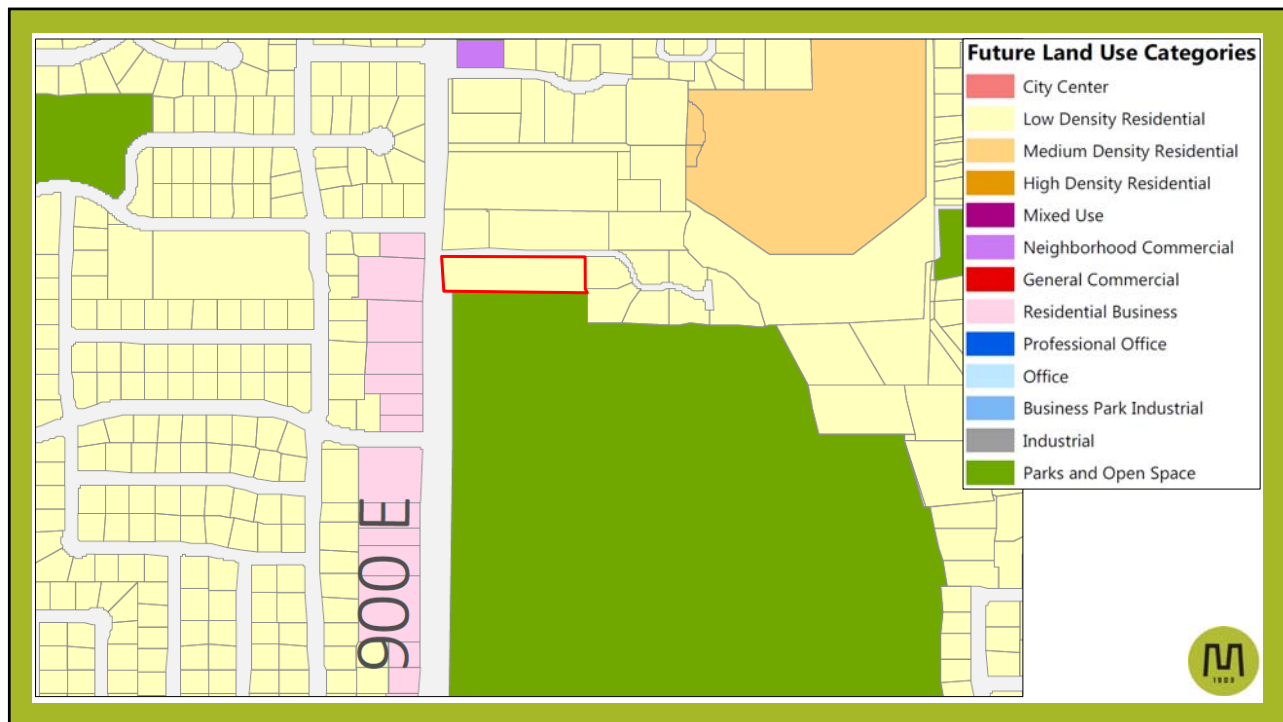 Future Land Use Categories
City Center
Low Density Residential
Medium Density Residential
High Density Residential
Mixed Use
Neighborhood Commercial
General Commercial
Residential Business
Professional Office
Office
Business Park Industrial
Industrial
Parks and Open Space
900 E
M
1903